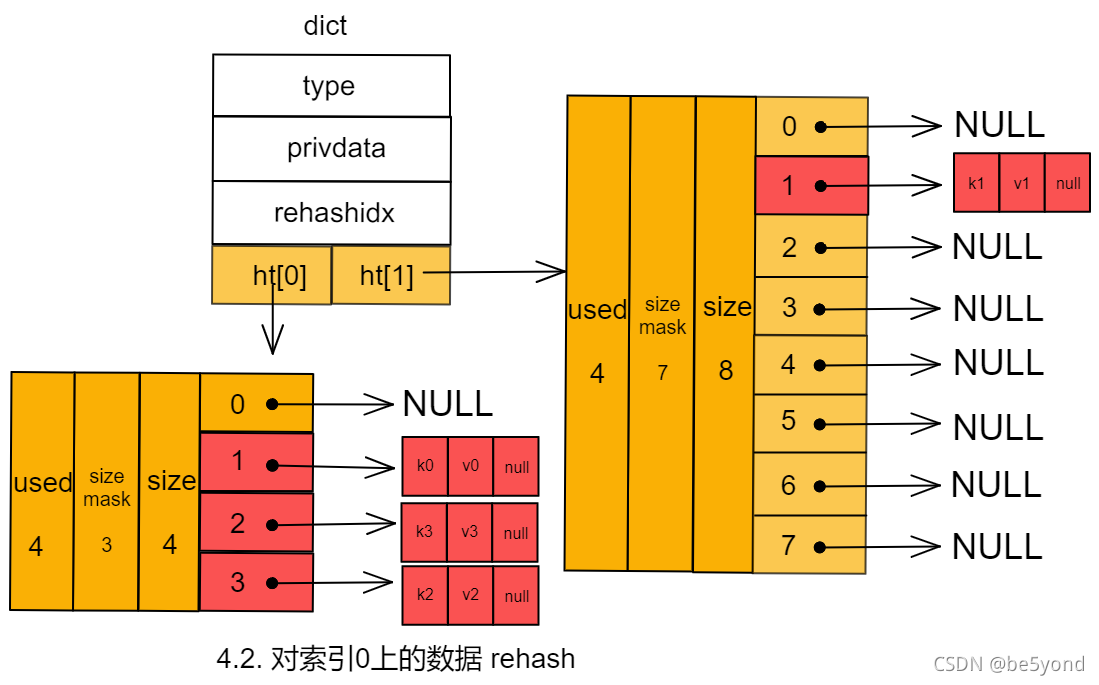 dict
type
privdata
rehashidx
ht[0] ht[1]
used
4
size
mask
3
size
4
0 NULL
1 k0 v0 null
2 k3 v3 null
3 k2 v2 null
used
4
size
mask
7
size
8
0 NULL
1 k1 v1 null
2 NULL
3 NULL
4 NULL
5 NULL
6 NULL
7 NULL
4.2. 对索引0上的数据 rehash
CSDN @be5yond